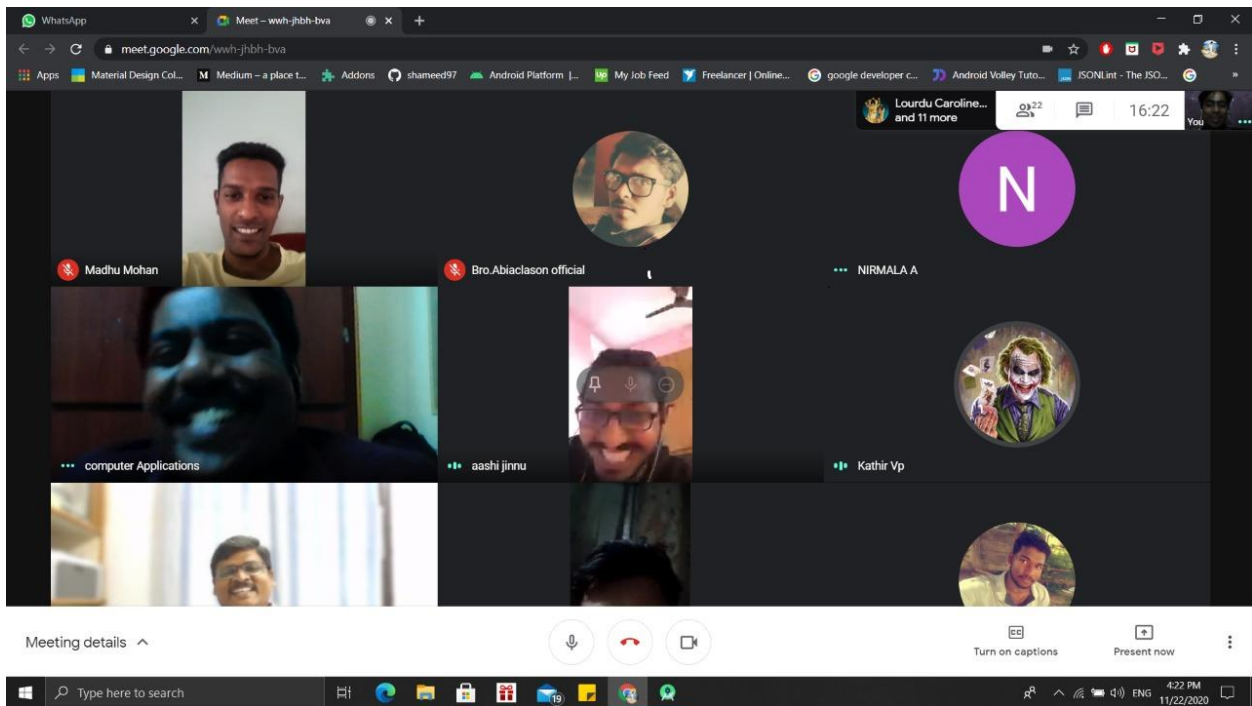 WhatsApp
Meet – wwh-jhbh-bva
meet.google.com/wwh-jhbh-bva
Apps
Material Design Col...
Medium – a place t...
Addons
shameed97
Android Platform |...
Up My Job Feed
Freelancer | Online...
google developer c...
Android Volley Tuto...
JSONLint - The JSO...
»
Lourdu Caroline...
and 11 more
22
16:22
You
Madhu Mohan
Bro.Abiaclason official
N
NIRMALA A
computer Applications
aashi jinnu
Kathir Vp
Meeting details
CC
Turn on captions
Present now
Type here to search
19
ENG
4:22 PM
11/22/2020